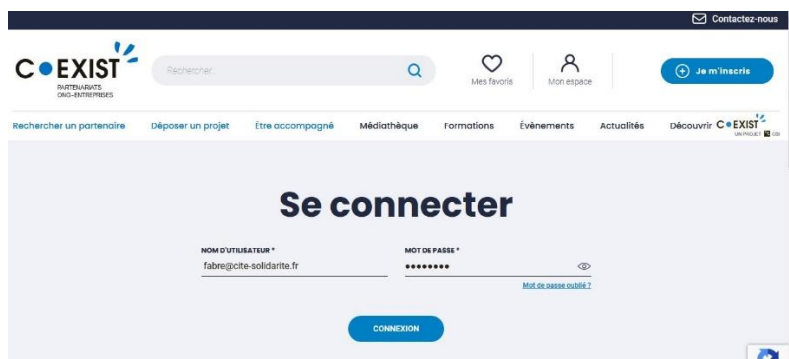 Contactez-nous
COEXIST
PARTENARIATS
ONG-ENTREPRISES
Rechercher
Mes favoris
Mon espace
Je m'inscris
Rechercher un partenaire
Déposer un projet
Être accompagné
Médiathèque
Formations
Évènements
Actualités
Découvrir COEXIST
UN PROJET
Se connecter
NOM D'UTILISATEUR *
MOT DE PASSE *
fabre@cite-solidarite.fr
••••••••
Mot de passe oublié ?
CONNEXION